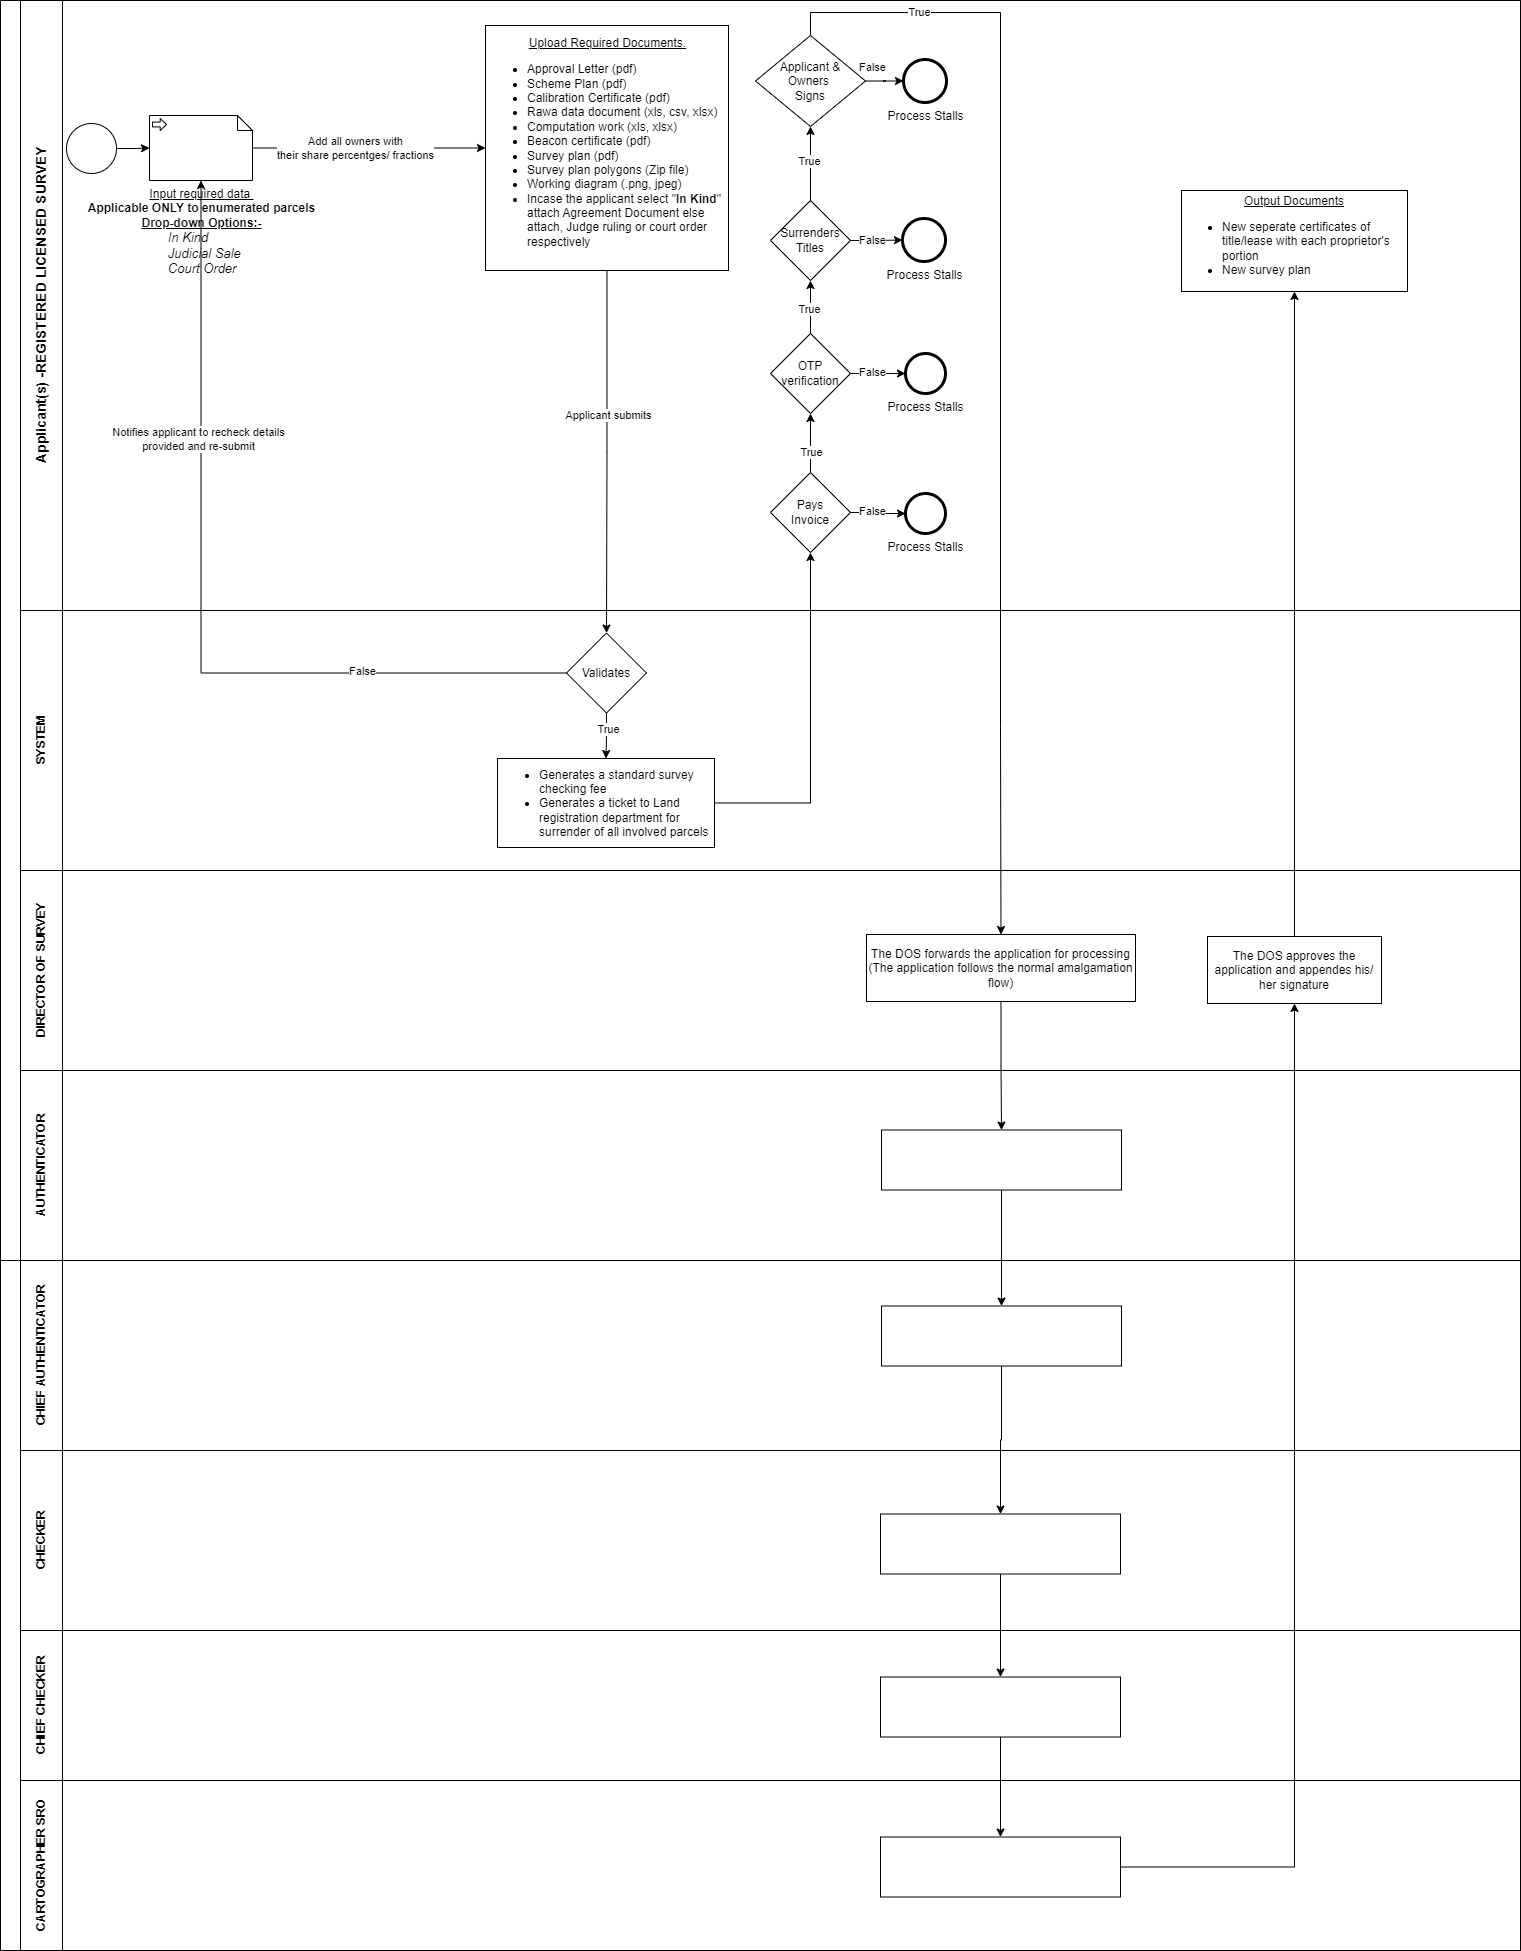 Applicant(s) -REGISTERED LICENSED SURVEY
Input required data
Applicable ONLY to enumerated parcels
Drop-down Options:-
In Kind
Judicial Sale
Court Order
Add all owners with
their share percentges/ fractions
Upload Required Documents.
• Approval Letter (pdf)
• Scheme Plan (pdf)
• Calibration Certificate (pdf)
• Rawa data document (xls, csv, xlsx)
• Computation work (xls, xlsx)
• Beacon certificate (pdf)
• Survey plan (pdf)
• Survey plan polygons (Zip file)
• Working diagram (.png, jpeg)
• Incase the applicant select "In Kind"
attach Agreement Document else
attach, Judge ruling or court order
respectively
Applicant submits
Notifies applicant to recheck details
provided and re-submit
True
Applicant &
Owners
Signs
False
Process Stalls
True
Surrenders
Titles
False
Process Stalls
True
OTP
verification
False
Process Stalls
True
Pays
Invoice
False
Process Stalls
Output Documents
• New seperate certificates of
title/lease with each proprietor's
portion
• New survey plan
SYSTEM
Validates
False
True
• Generates a standard survey
checking fee
• Generates a ticket to Land
registration department for
surrender of all involved parcels
DIRECTOR OF SURVEY
The DOS forwards the application for processing
(The application follows the normal amalgamation
flow)
The DOS approves the
application and appendes his/
her signature
AUTHENTICATOR
CHIEF AUTHENTICATOR
CHECKER
CHIEF CHECKER
CARTOGRAPHER SRO